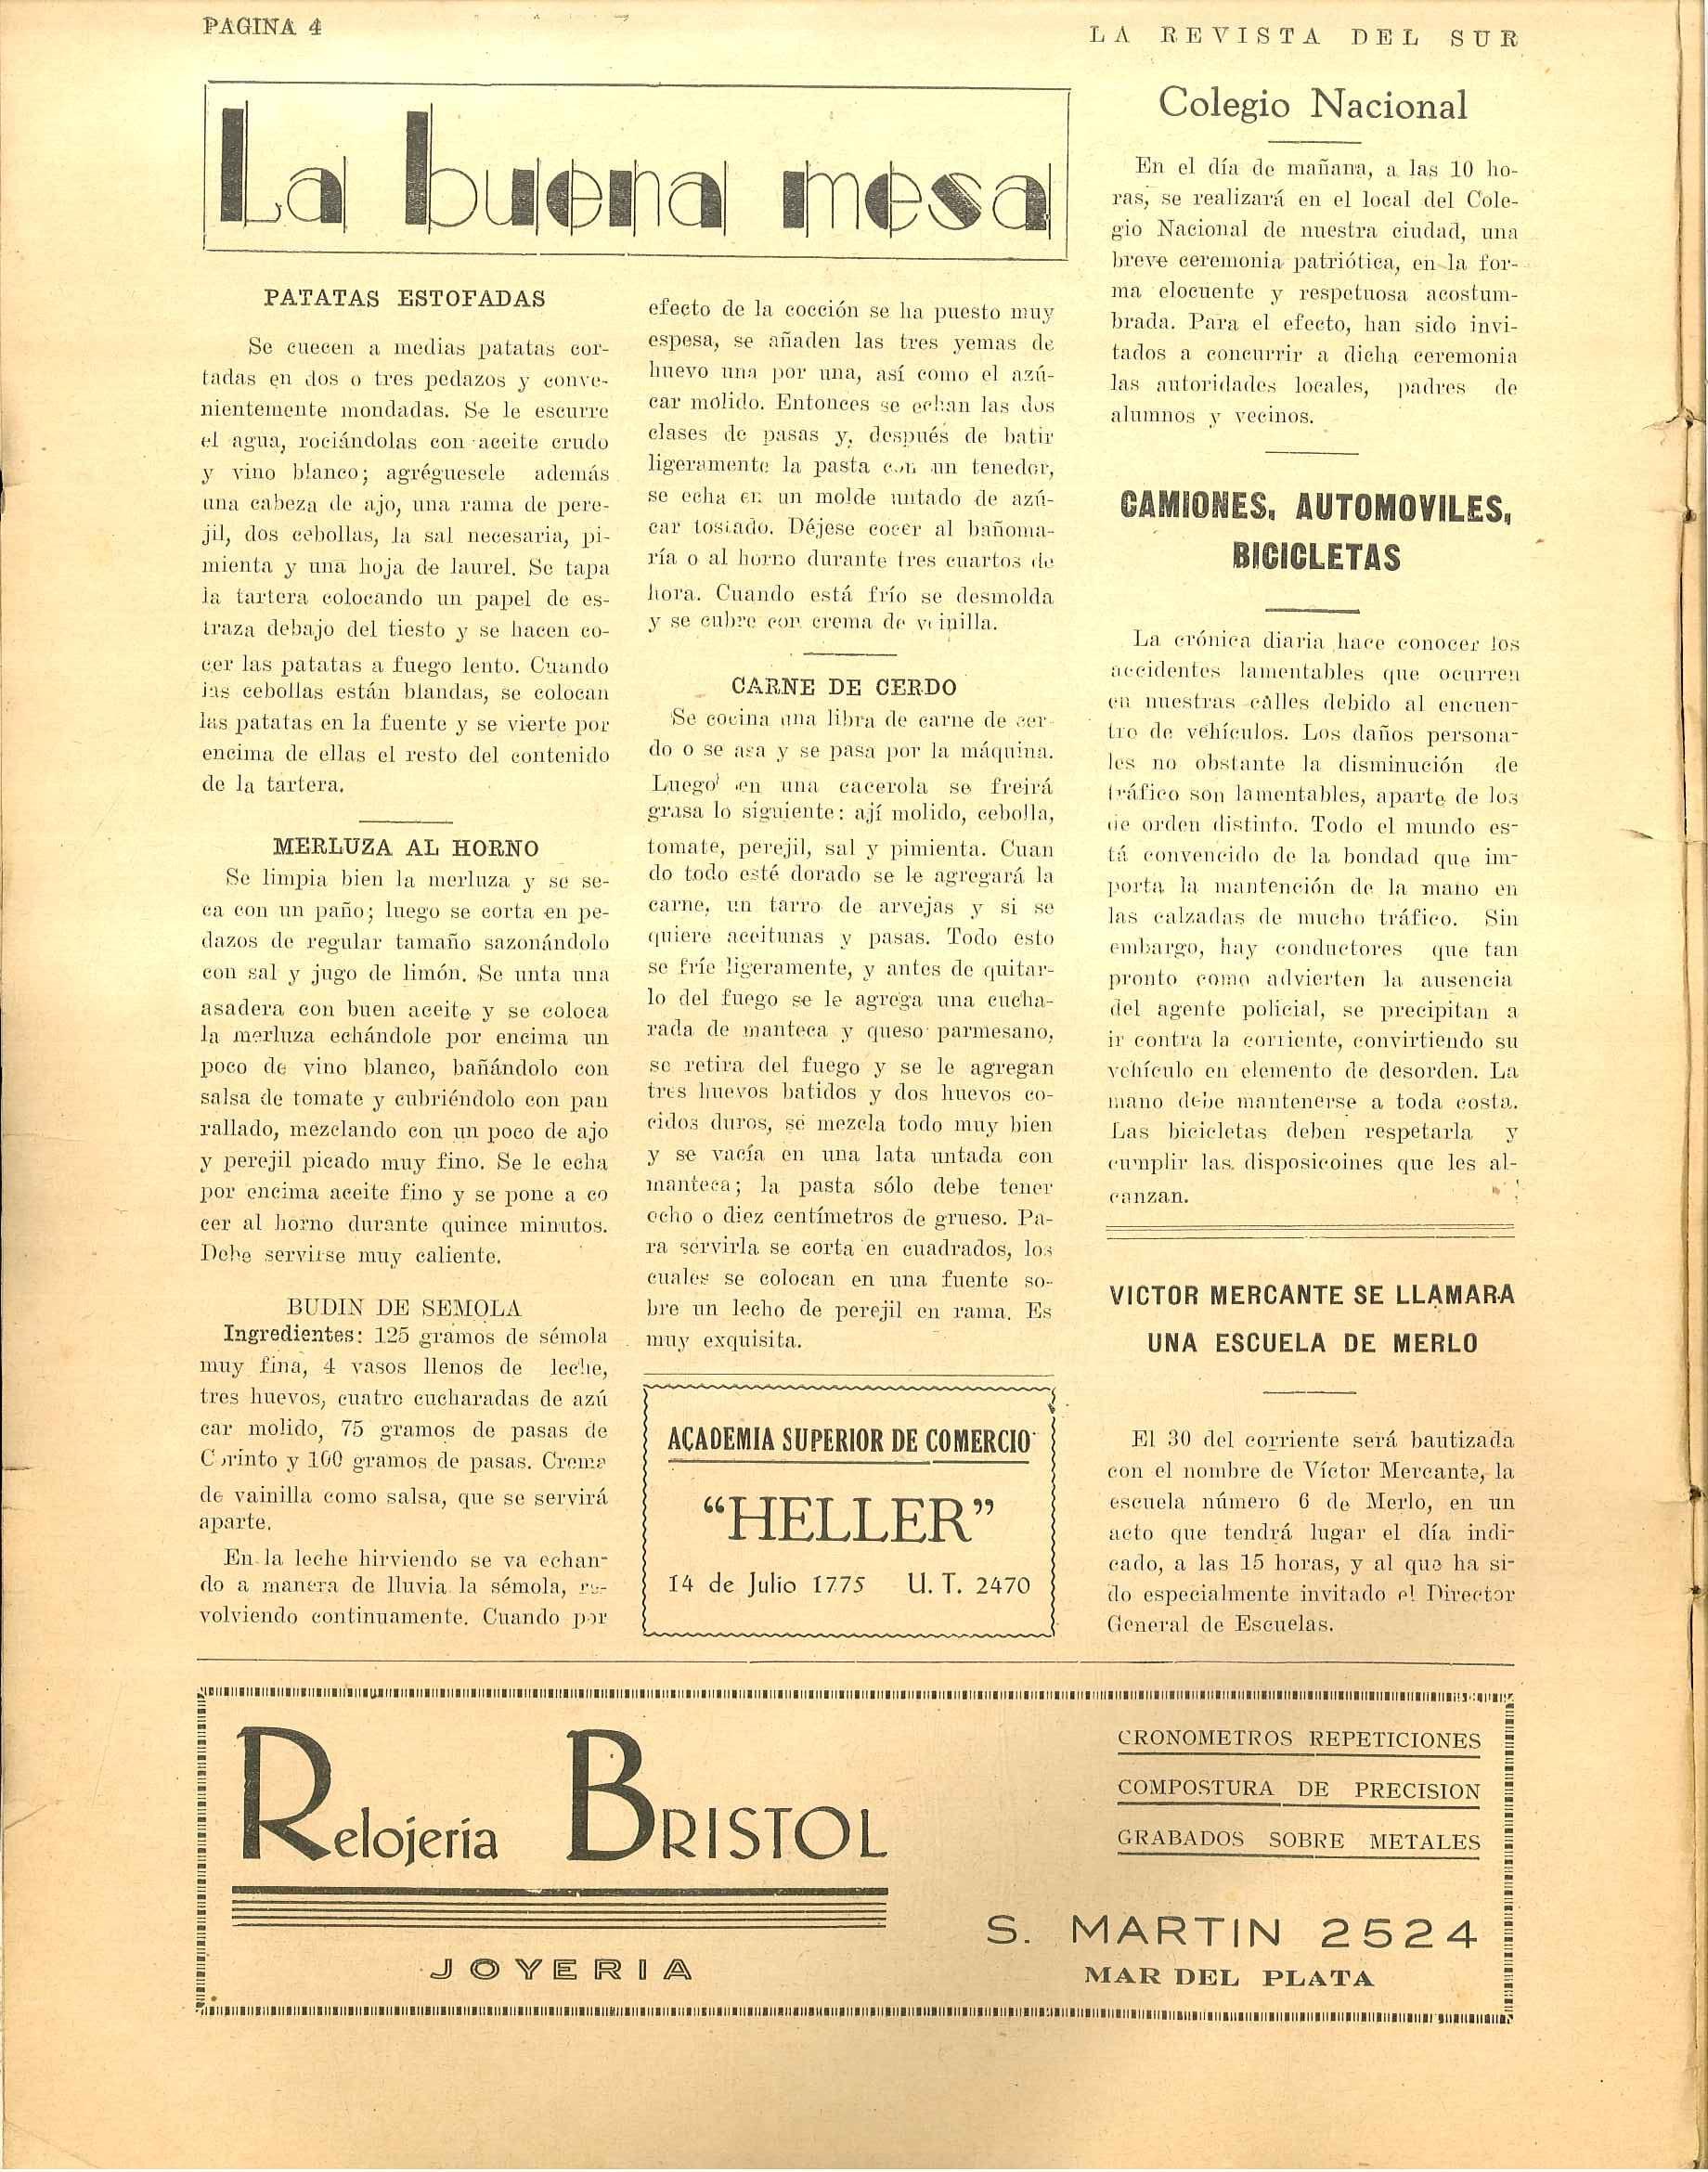 PAGINA 4
LA REVISTA DEL SUR
La buena mesa
PATATAS ESTOFADAS
Se cuecen a medias patatas cor-
tadas en dos o tres pedazos y conve-
nientemente mondadas. Se le escurre
el agua, rociándolas con aceite crudo
y vino blanco; agréguesele además
una cabeza de ajo, una rama de pere-
jil, dos cebollas, la sal necesaria, pi-
mienta y una hoja de laurel. Se tapa
la tartera colocando un papel de es-
traza debajo del tiesto y se hacen co-
cer las patatas a fuego lento. Cuando
las cebollas están blandas, se colocan
las patatas en la fuente y se vierte por
encima de ellas el resto del contenido
de la tartera.
MERLUZA AL HORNO
Se limpia bien la merluza y se se-
ca con un paño; luego se corta en pe-
dazos de regular tamaño sazonándolo
con sal y jugo de limón. Se unta una
asadera con buen aceite y se coloca
la merluza echándole por encima un
poco de vino blanco, bañándolo con
salsa de tomate y cubriéndolo con pan
rallado, mezclando con un poco de ajo
y perejil picado muy fino. Se le echa
por encima aceite fino y se pone a co
cer al horno durante quince minutos.
Debe servirse muy caliente.
BUDIN DE SEMOLA
Ingredientes: 125 gramos de sémola
muy fina, 4 vasos llenos de leche,
tres huevos, cuatro cucharadas de azú
car molido, 75 gramos de pasas de
Corinto y 100 gramos de pasas. Crema
de vainilla como salsa, que se servirá
aparte.
En la leche hirviendo se va echan-
do a manera de lluvia la sémola, re-
volviendo continuamente. Cuando por
efecto de la cocción se ha puesto muy
espesa, se añaden las tres yemas de
huevo una por una, así como el azú-
car molido. Entonces se echan las dos
clases de pasas y, después de batir
ligeramente la pasta con un tenedor,
se echa en un molde untado de azú-
car tostado. Déjese cocer al bañoma-
ría o al horno durante tres cuartos de
hora. Cuando está frío se desmolda
y se cubre con crema de vainilla.
CARNE DE CERDO
Se cocina una libra de carne de cer-
do o se asa y se pasa por la máquina.
Luego en una cacerola se freirá
grasa lo siguiente: ají molido, cebolla,
tomate, perejil, sal y pimienta. Cuan
do todo esté dorado se le agregará la
carne, un tarro de arvejas y si se
quiere aceitunas y pasas. Todo esto
se fríe ligeramente, y antes de quitar-
lo del fuego se le agrega una cucha-
rada de manteca y queso parmesano,
se retira del fuego y se le agregan
tres huevos batidos y dos huevos co-
cidos duros, se mezcla todo muy bien
y se vacía en una lata untada con
manteca; la pasta sólo debe tener
ocho o diez centímetros de grueso. Pa-
ra servirla se corta en cuadrados, los
cuales se colocan en una fuente so-
bre un lecho de perejil en rama. Es
muy exquisita.
ACADEMIA SUPERIOR DE COMERCIO
"HELLER"
14 de Julio 1775 U. T. 2470
Colegio Nacional
En el día de mañana, a las 10 ho-
ras, se realizará en el local del Cole-
gio Nacional de nuestra ciudad, una
breve ceremonia patriótica, en la for-
ma elocuente y respetuosa acostum-
brada. Para el efecto, han sido invi-
tados a concurrir a dicha ceremonia
las autoridades locales, padres de
alumnos y vecinos.
CAMIONES, AUTOMOVILES,
BICICLETAS
La crónica diaria hace conocer los
accidentes lamentables que ocurren
en nuestras calles debido al encuen-
tro de vehículos. Los daños persona-
les no obstante la disminución de
tráfico son lamentables, aparte de los
de orden distinto. Todo el mundo es-
tá convencido de la bondad que im-
porta la mantención de la mano en
las calzadas de mucho tráfico. Sin
embargo, hay conductores que tan
pronto como advierten la ausencia
del agente policial, se precipitan a
ir contra la corriente, convirtiendo su
vehículo en elemento de desorden. La
mano debe mantenerse a toda costa.
Las bicicletas deben respetarla y
cumplir las disposicoines que les al-
canzan.
VICTOR MERCANTE SE LLAMARA
UNA ESCUELA DE MERLO
El 30 del corriente será bautizada
con el nombre de Víctor Mercante, la
escuela número 6 de Merlo, en un
acto que tendrá lugar el día indi-
cado, a las 15 horas, y al que ha si-
do especialmente invitado el Director
General de Escuelas.
Relojería BRISTOL
JOYERIA
CRONOMETROS REPETICIONES
COMPOSTURA DE PRECISION
GRABADOS SOBRE METALES
S. MARTIN 2524
MAR DEL PLATA